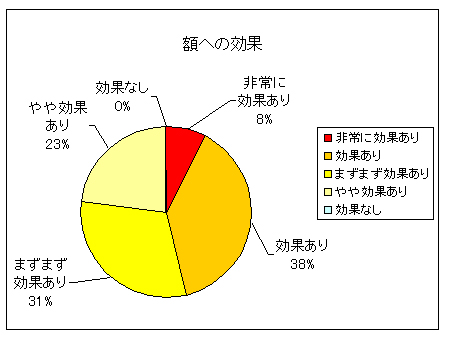 額への効果
効果なし
0%
非常に
効果あり
8%
やや効果
あり
23%
非常に効果あり
効果あり
まずまず効果あり
やや効果あり
効果なし
効果あり
38%
まずまず
効果あり
31%